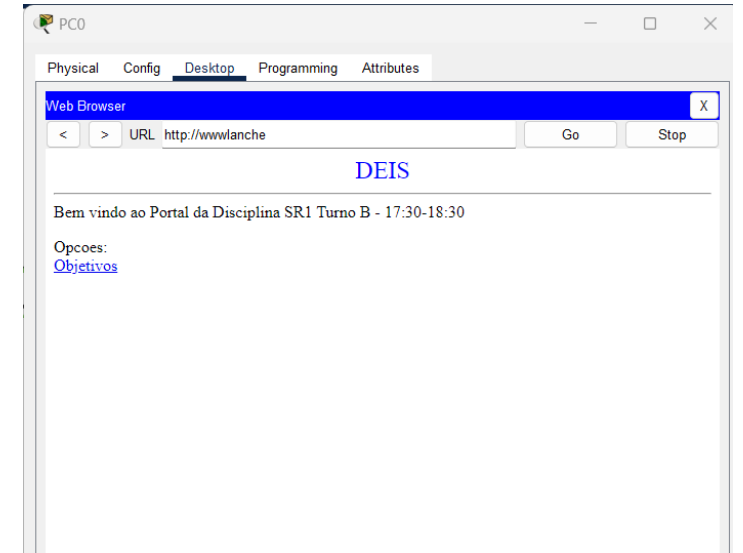 PC0
Physical Config Desktop Programming Attributes
Web Browser X
< > URL http://wwwlanche Go Stop
DEIS
Bem vindo ao Portal da Disciplina SR1 Turno B - 17:30-18:30
Opcoes:
Objetivos